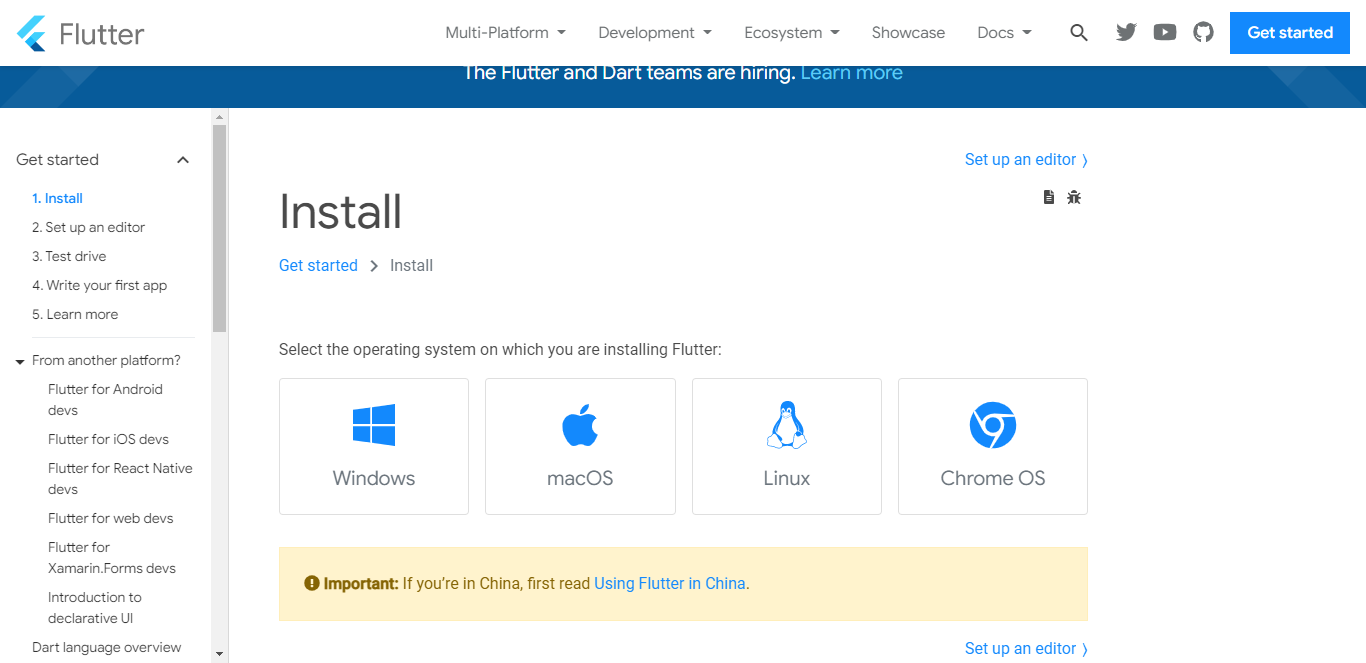 Flutter
Multi-Platform
Development
Ecosystem
Showcase
Docs
Get started
The Flutter and Dart teams are hiring. Learn more
Get started
1. Install
2. Set up an editor
3. Test drive
4. Write your first app
5. Learn more
From another platform?
Flutter for Android
devs
Flutter for iOS devs
Flutter for React Native
devs
Flutter for web devs
Flutter for
Xamarin.Forms devs
Introduction to
declarative UI
Dart language overview
Set up an editor ⟩
Install
Get started > Install
Select the operating system on which you are installing Flutter:
Windows
macOS
Linux
Chrome OS
Important: If you’re in China, first read Using Flutter in China.
Set up an editor ⟩